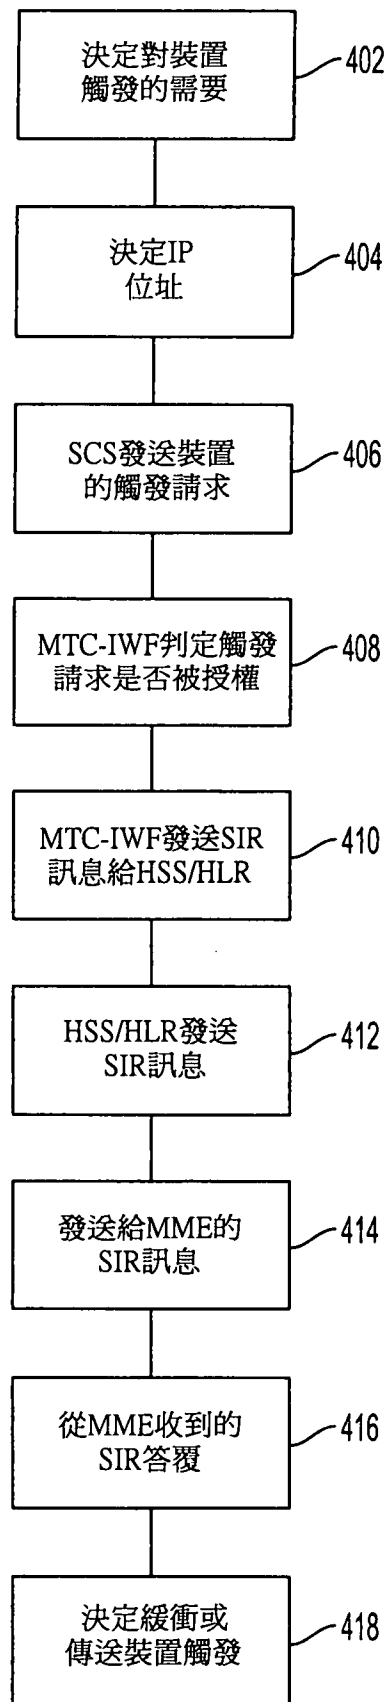 決定對裝置
觸發的需要
402
決定IP
位址
404
SCS發送裝置
的觸發請求
406
MTC-IWF判定觸發
請求是否被授權
408
MTC-IWF發送SIR
訊息給HSS/HLR
410
HSS/HLR發送
SIR訊息
412
發送給MME的
SIR訊息
414
從MME收到的
SIR答覆
416
決定緩衝或
傳送裝置觸發
418